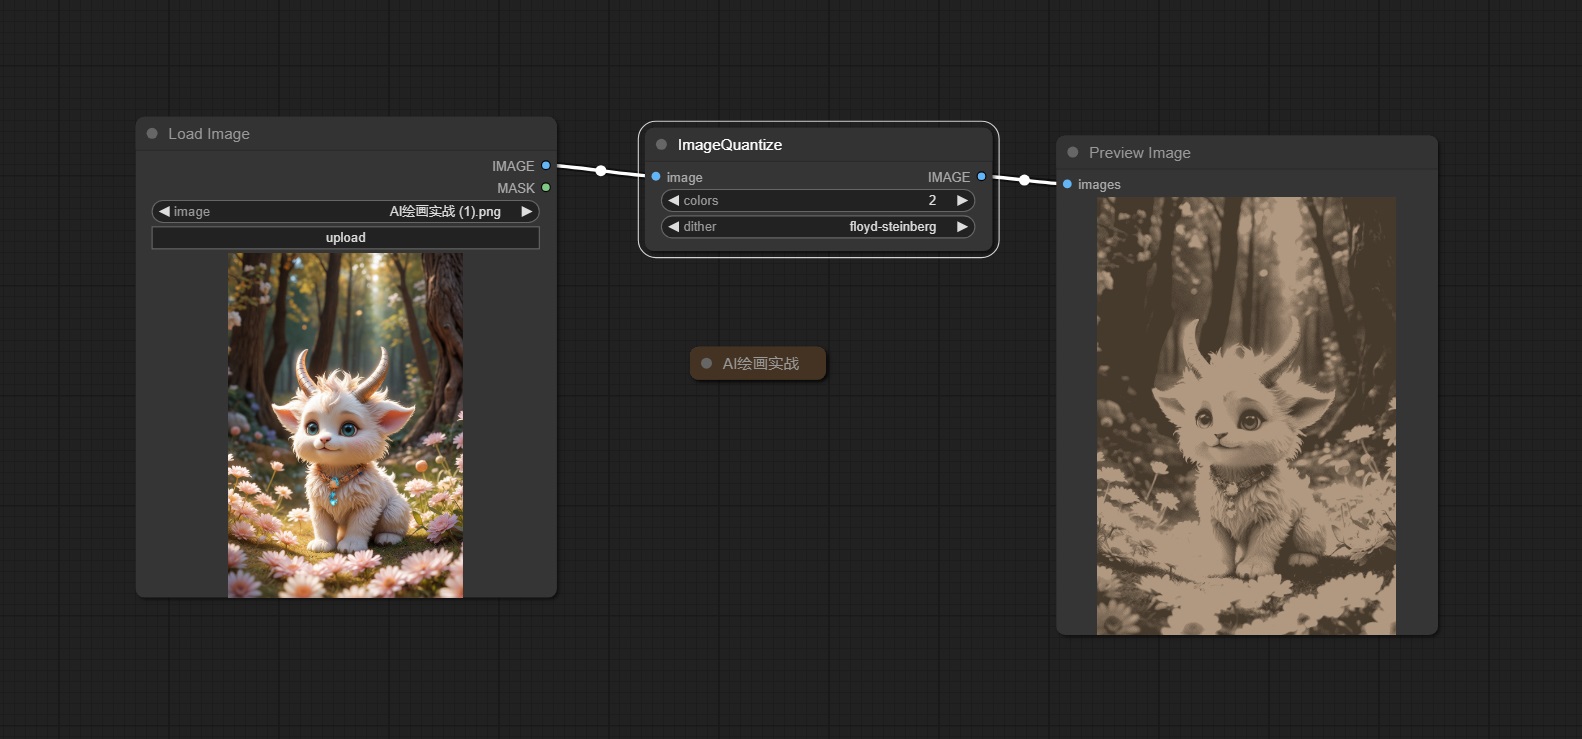 Load Image
IMAGE
MASK
image AI绘画实战 (1).png
upload
ImageQuantize
image IMAGE
colors 2
dither floyd-steinberg
AI绘画实战
Preview Image
images